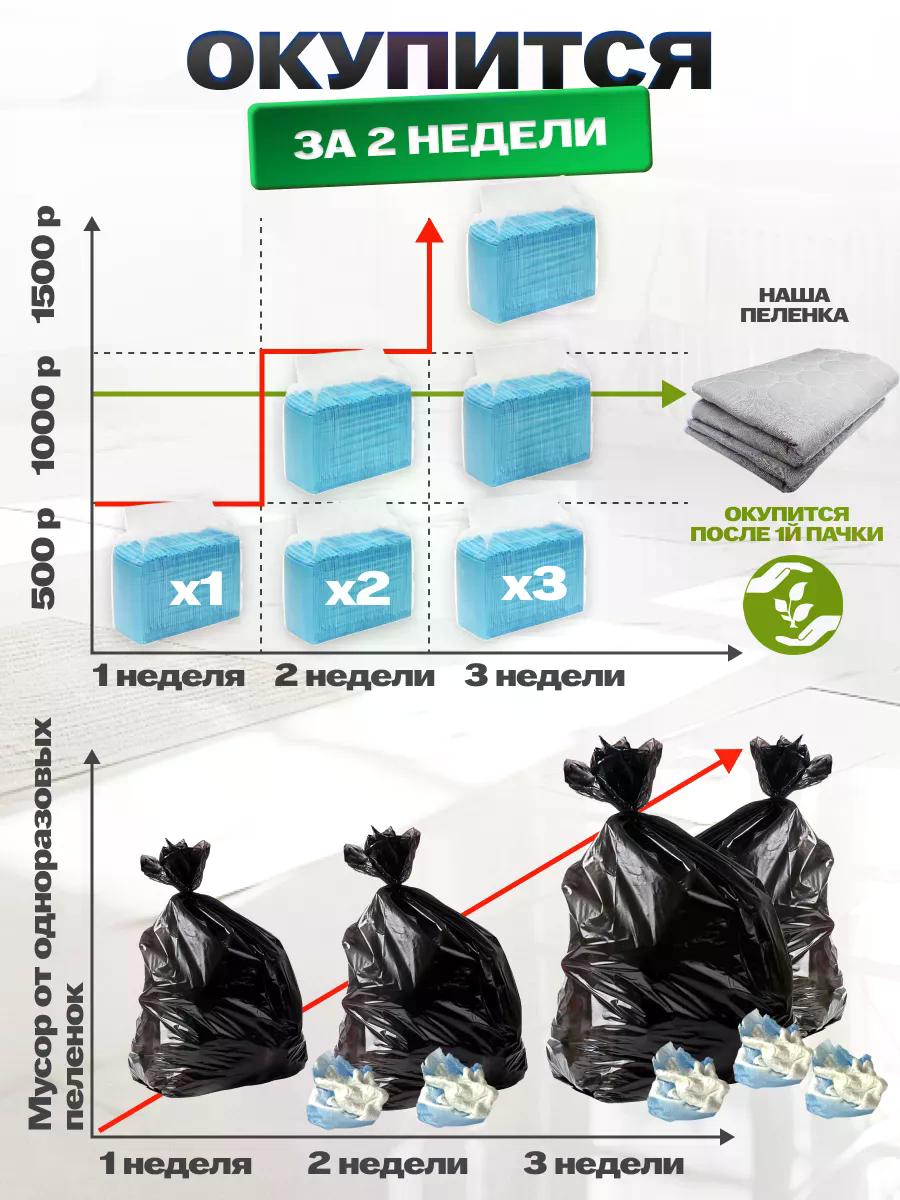 ОКУПИТСЯ
ЗА 2 НЕДЕЛИ
1500 р
1000 р
500 р
НАША
ПЕЛЕНКА
ОКУПИТСЯ
ПОСЛЕ 1Й ПАЧКИ
x1
x2
x3
1 неделя
2 недели
3 недели
Мусор от одноразовых
пеленок
1 неделя
2 недели
3 недели